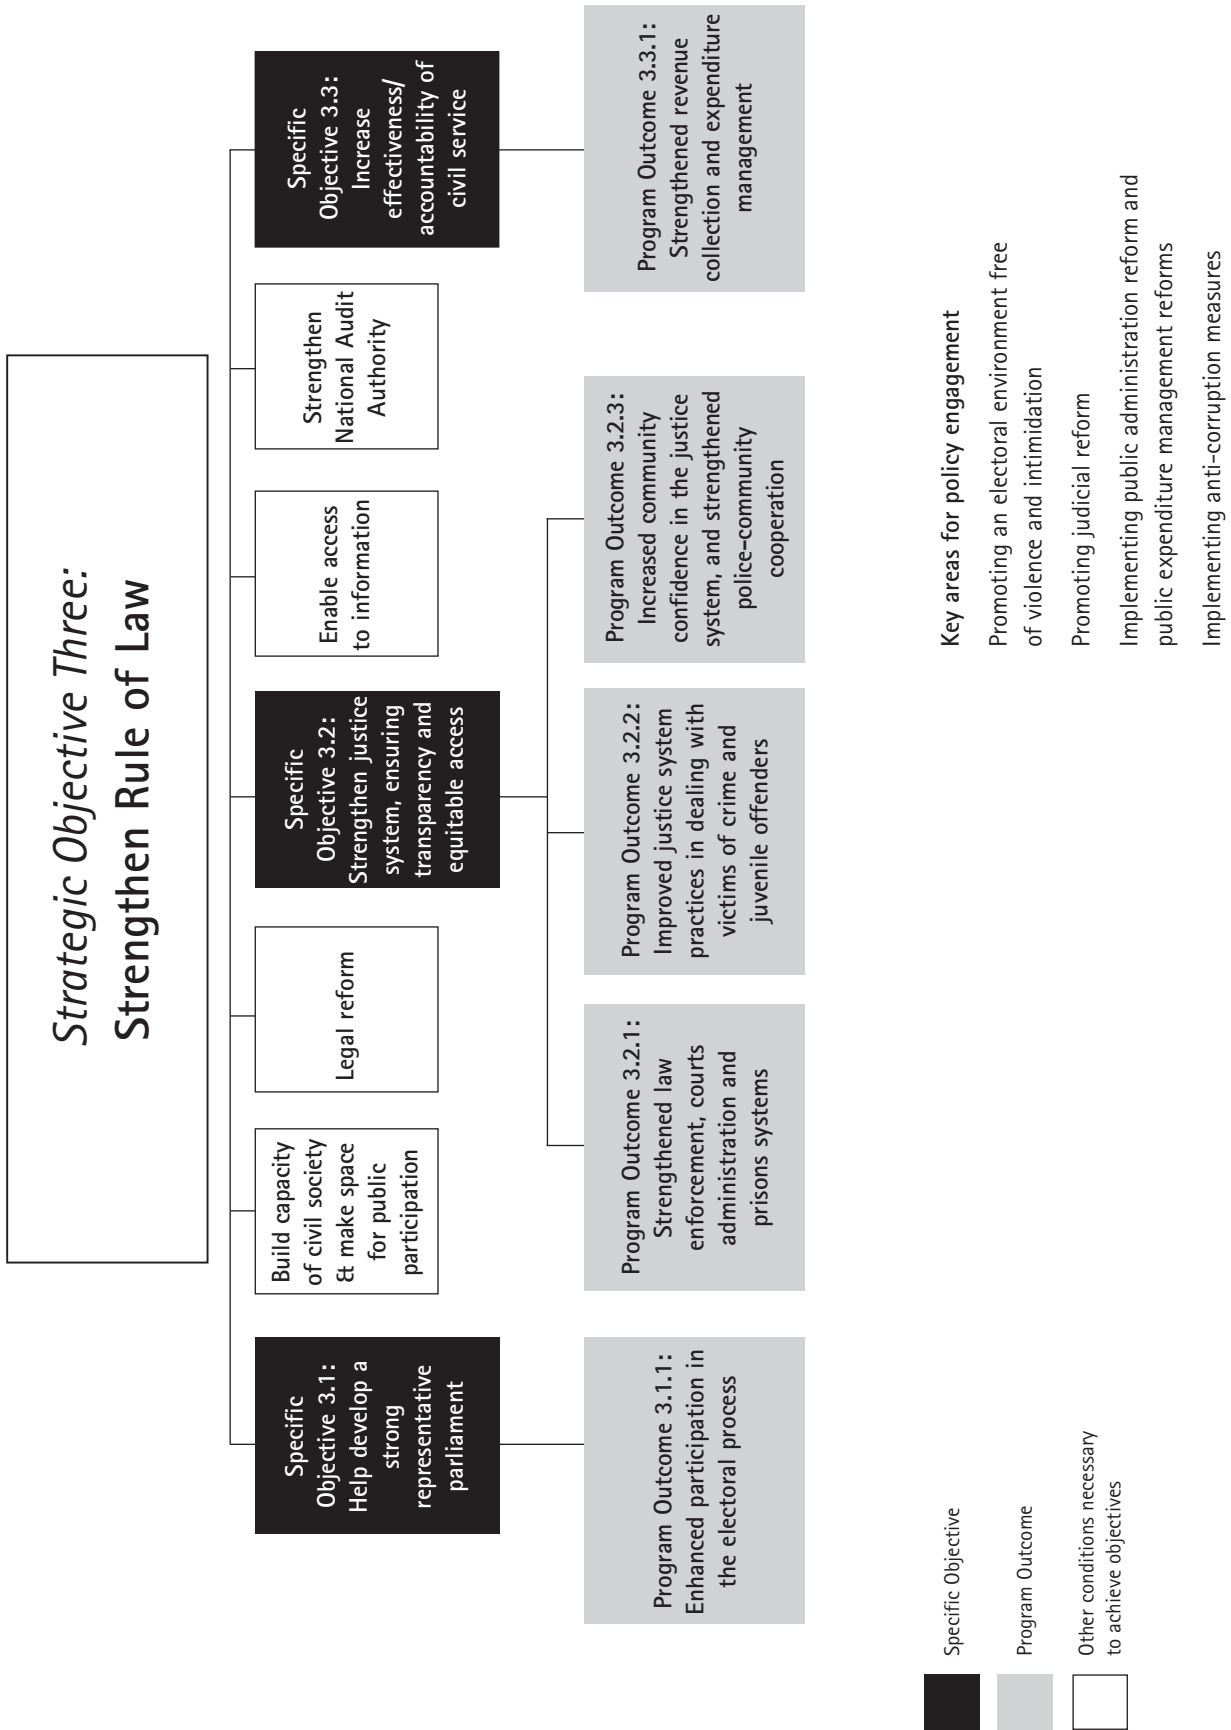 Strategic Objective Three:
Strengthen Rule of Law
Specific
Objective 3.1:
Help develop a
strong
representative
parliament
Build capacity
of civil society
& make space
for public
participation
Legal reform
Specific
Objective 3.2:
Strengthen justice
system, ensuring
transparency and
equitable access
Enable access
to information
Strengthen
National Audit
Authority
Specific
Objective 3.3:
Increase
effectiveness/
accountability of
civil service
Program Outcome 3.1.1:
Enhanced participation in
the electoral process
Program Outcome 3.2.1:
Strengthened law
enforcement, courts
administration and
prisons systems
Program Outcome 3.2.2:
Improved justice system
practices in dealing with
victims of crime and
juvenile offenders
Program Outcome 3.2.3:
Increased community
confidence in the justice
system, and strengthened
police-community
cooperation
Program Outcome 3.3.1:
Strengthened revenue
collection and expenditure
management
Specific Objective
Program Outcome
Other conditions necessary
to achieve objectives
Key areas for policy engagement
Promoting an electoral environment free
of violence and intimidation
Promoting judicial reform
Implementing public administration reform and
public expenditure management reforms
Implementing anti-corruption measures